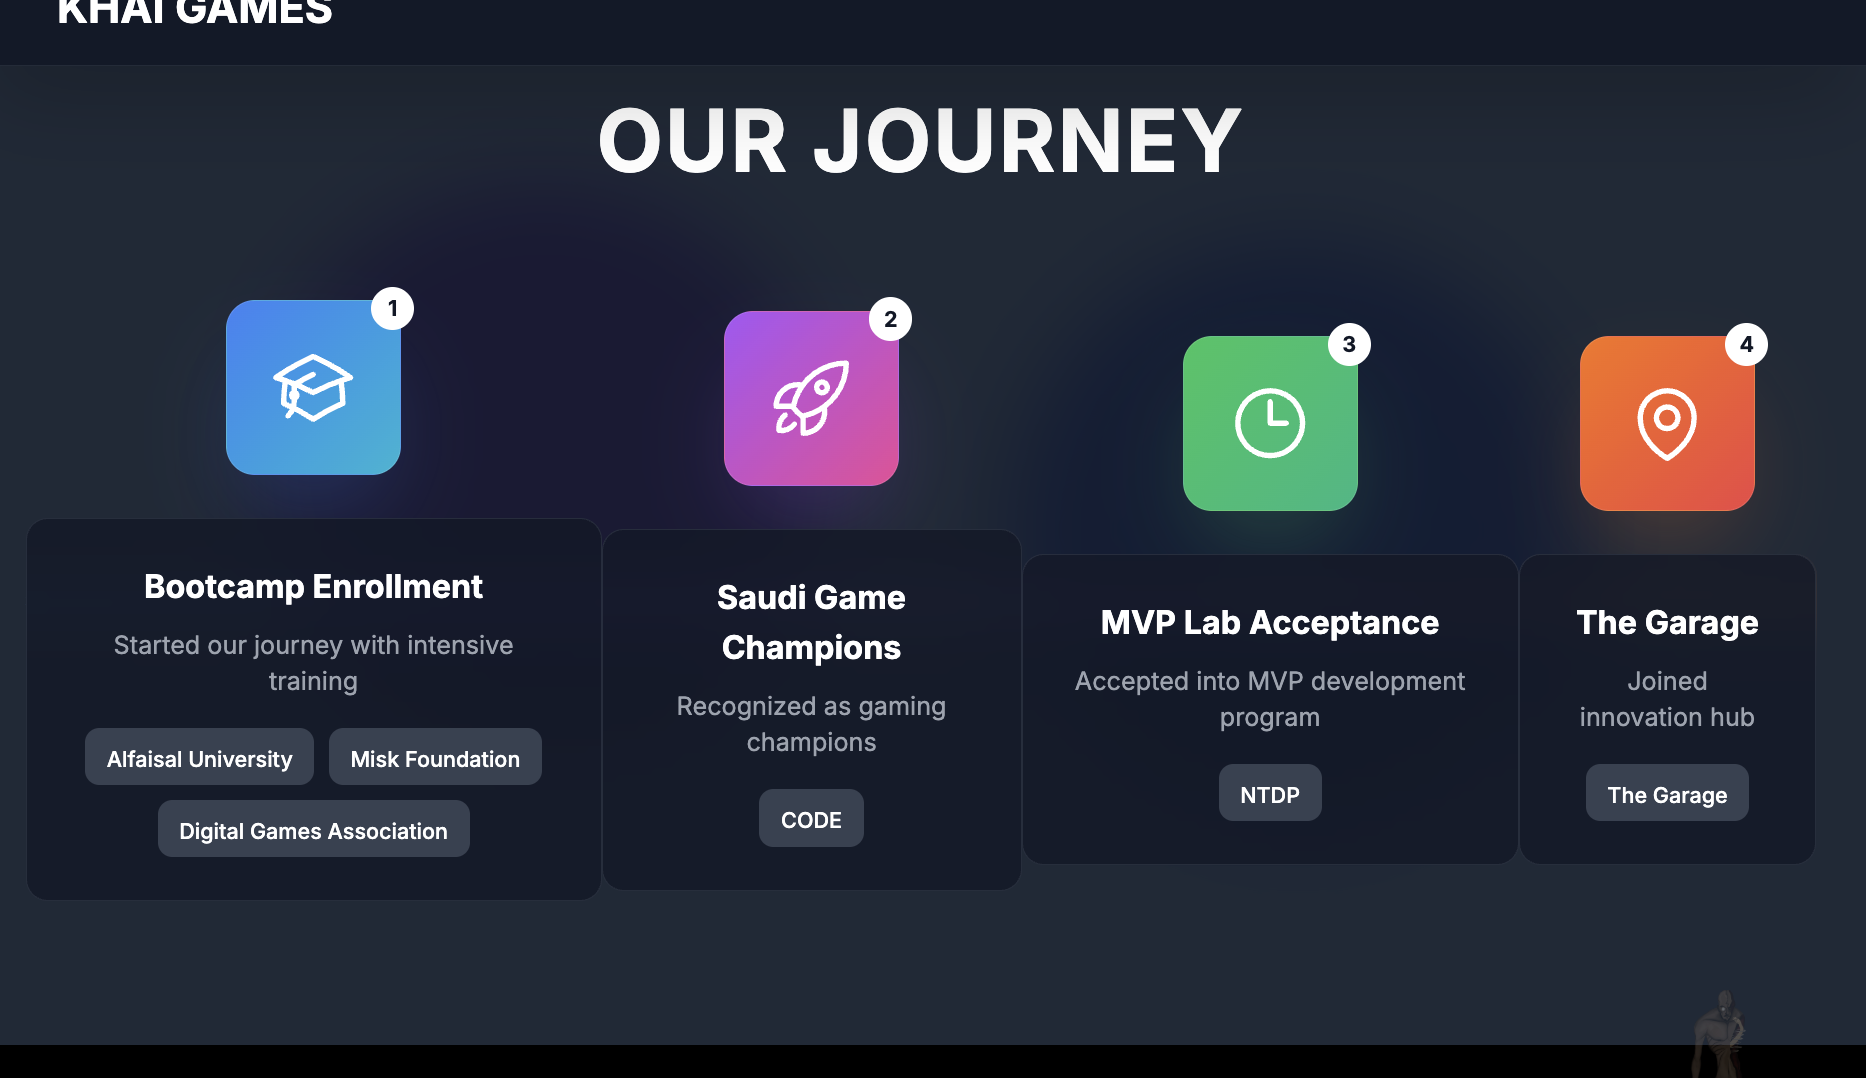 KHAI GAMES
OUR JOURNEY
1
Bootcamp Enrollment
Started our journey with intensive
training
Alfaisal University
Misk Foundation
Digital Games Association
2
Saudi Game
Champions
Recognized as gaming
champions
CODE
3
MVP Lab Acceptance
Accepted into MVP development
program
NTDP
4
The Garage
Joined
innovation hub
The Garage